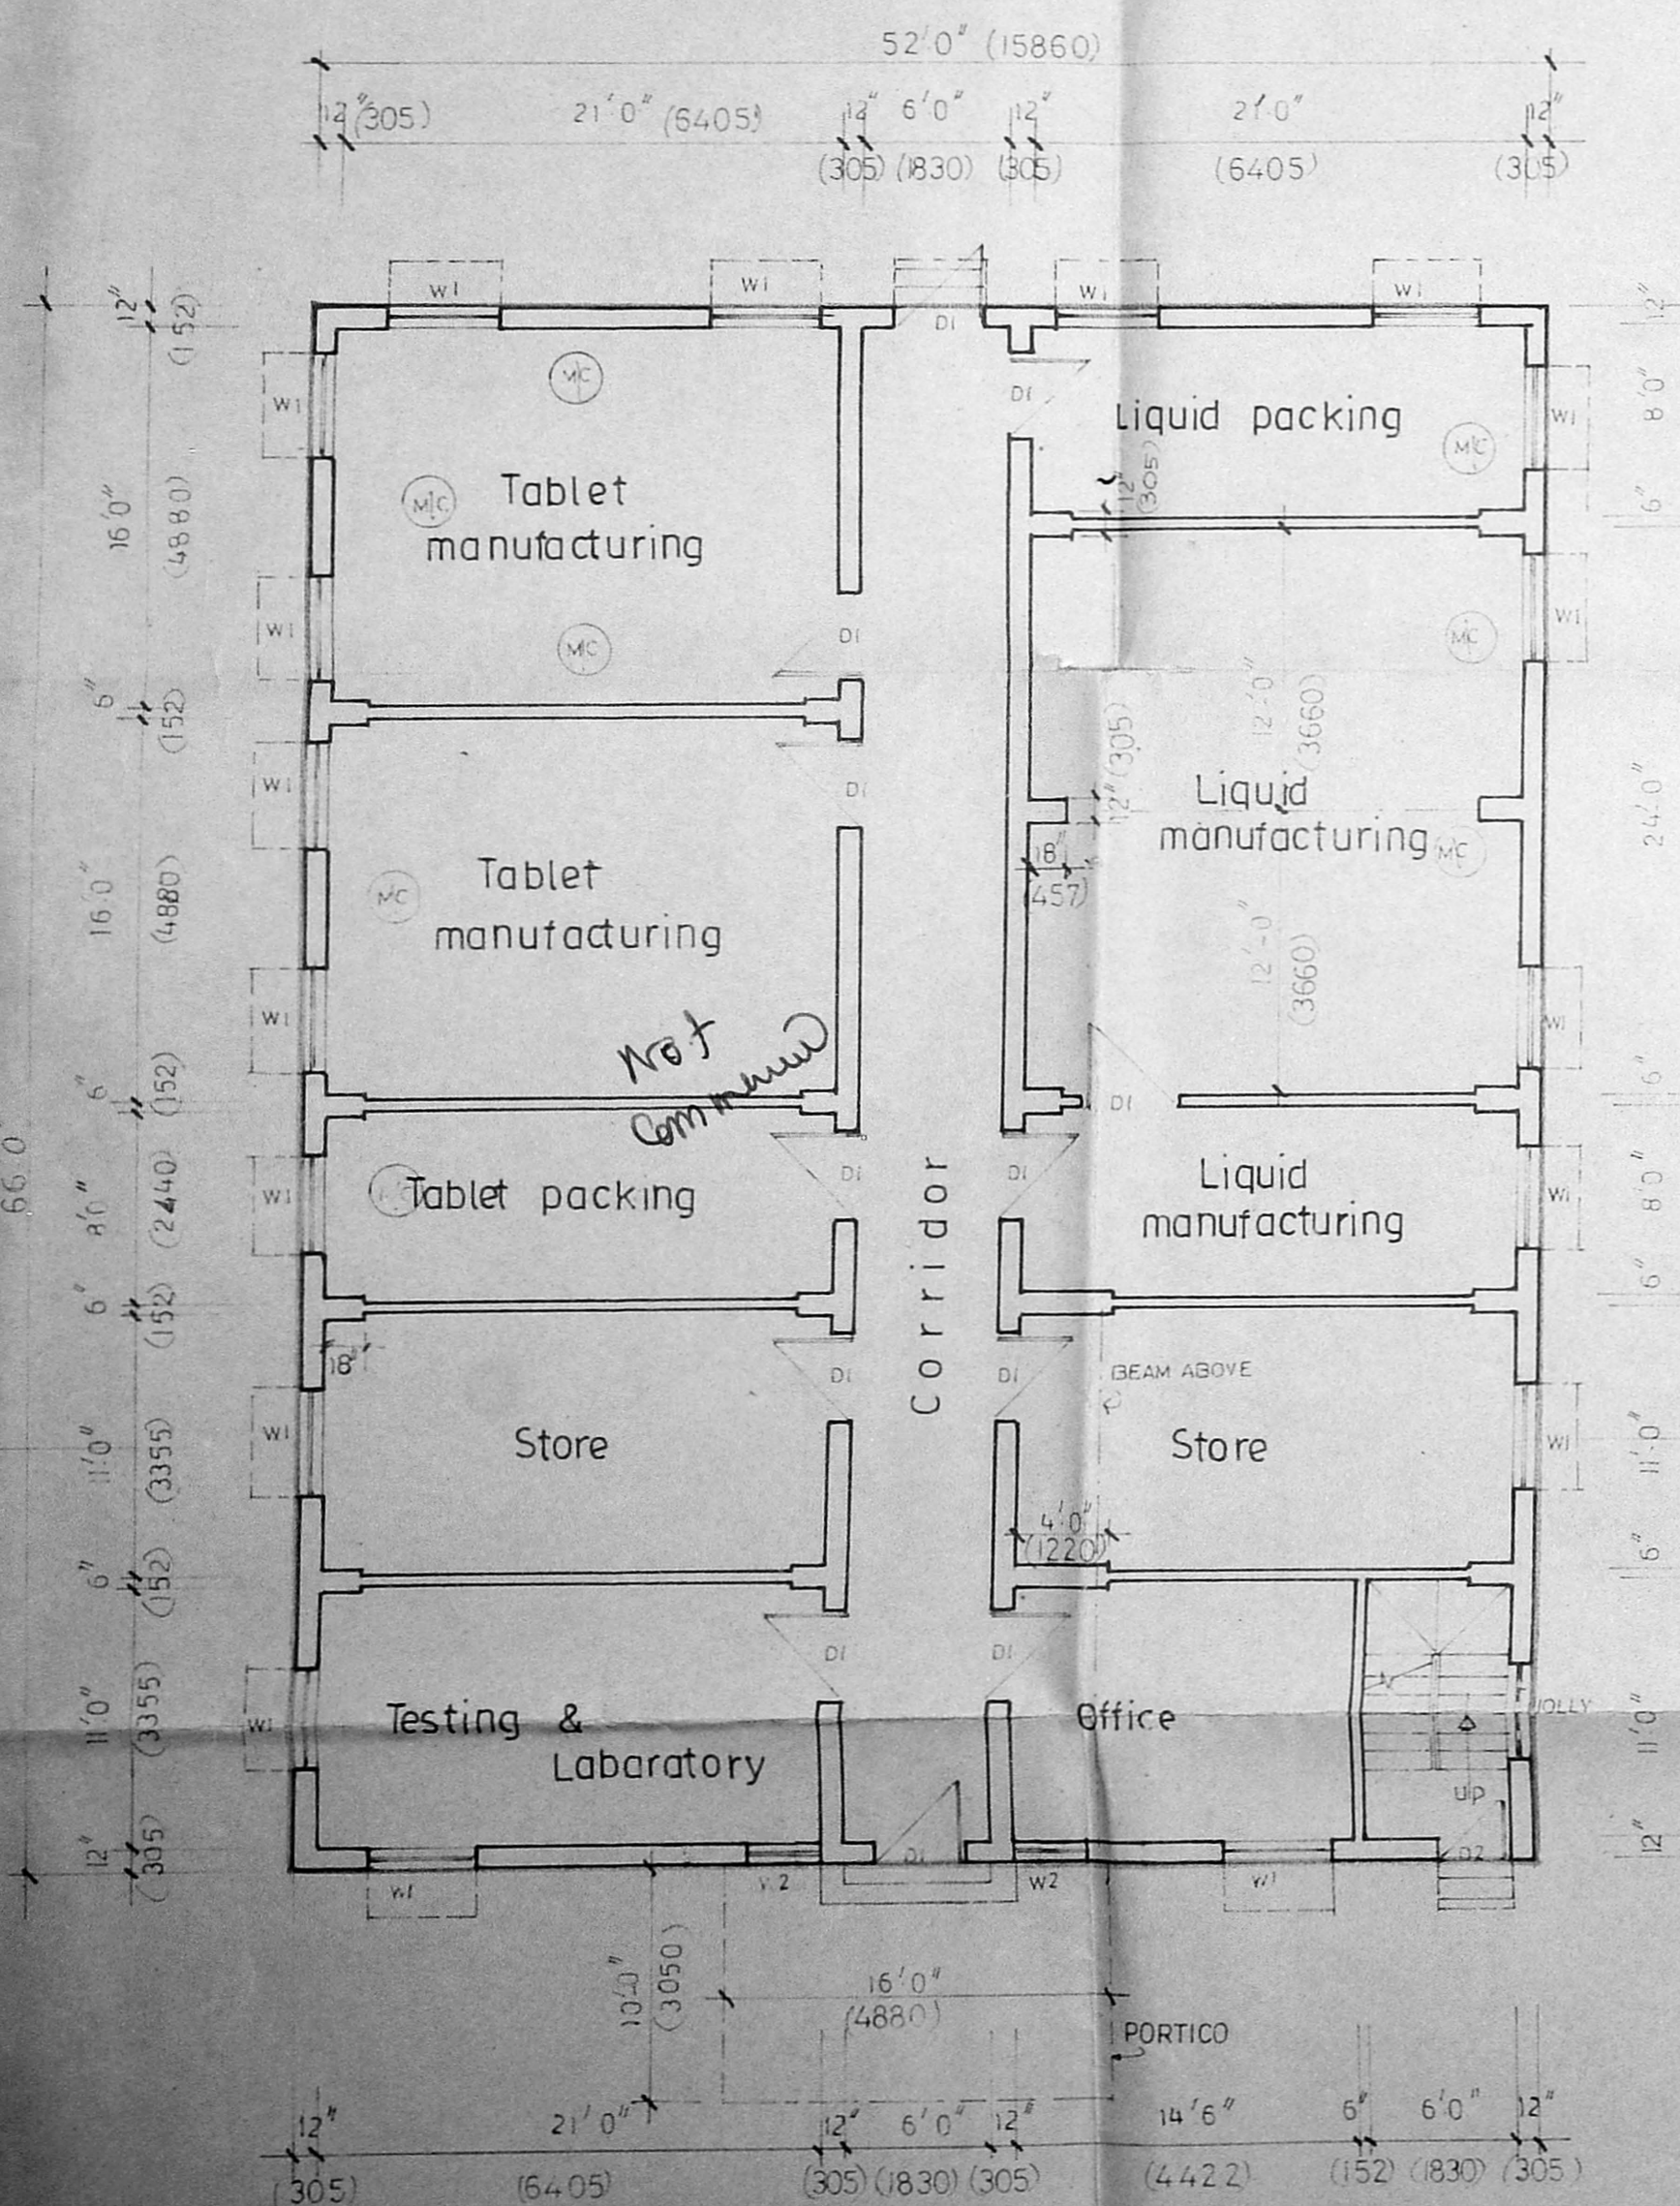 52'0" (15860)
12" (305) 21'0" (6405) 12" 6'0" 12" 21'0" 12"
(305) (1830) (305) (6405) (305)
W1 W1 D1 W1 W1
12" (152)
12"
W1 D1 Liquid packing W1
8'0"
M/C
M/C
M/C
Tablet
manufacturing
12" (305)
16'0" (4880)
6"
W1 D1 M/C W1
M/C
6" (152)
12'-0" (3660)
12" (305)
W1 D1
Liquid
manufacturing
M/C
24'0"
18"
(457)
Tablet
manufacturing
M/C
16'0" (4880)
12'-0" (3660)
W1 W1
Not
6" (152)
D1
6"
66'0"
W1 Tablet packing D1 D1
Liquid
manufacturing
W1
8'0" (2440)
8'0"
Corridor
6" (152)
6"
18"
D1 D1 BEAM ABOVE
W1 Store Store W1
11'0" (3355)
11'0"
4'0"
(1220)
6" (152)
6"
D1 D1
W1 Testing &
Labaratory
Office
JOLLY
11'0" (3355)
11'0"
UP
12" (305)
D1 D2
12"
W1 W2 W2 W1
10'-0" (3050)
16'0"
(4880)
PORTICO
12" 21'0" 12" 6'0" 12" 14'6" 6" 6'0" 12"
(305) (6405) (305) (1830) (305) (4422) (152) (1830) (305)